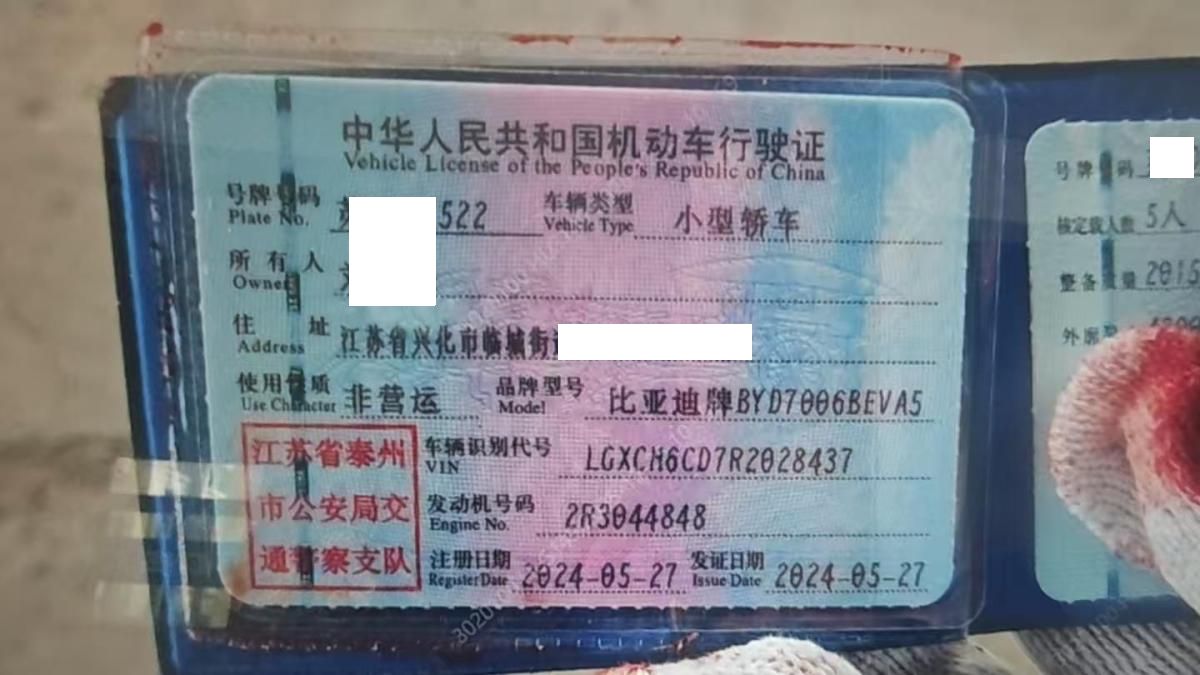 中华人民共和国机动车行驶证
Vehicle License of the People's Republic of China
号牌号码 522 车辆类型 小型轿车
Plate No. Vehicle Type
所有人
Owner
住址 江苏省兴化市临城街
Address
使用性质 非营运 品牌型号 比亚迪牌BYD7006BEVA5
Use Character Model
江苏省泰州
市公安局交
通警察支队
车辆识别代号 LGXCH6CD7R2028437
VIN
发动机号码 2R3044848
Engine No.
注册日期 2024-05-27 发证日期 2024-05-27
Register Date Issue Date
号牌号码
核定载人数 5人
整备质量 2015
外廓